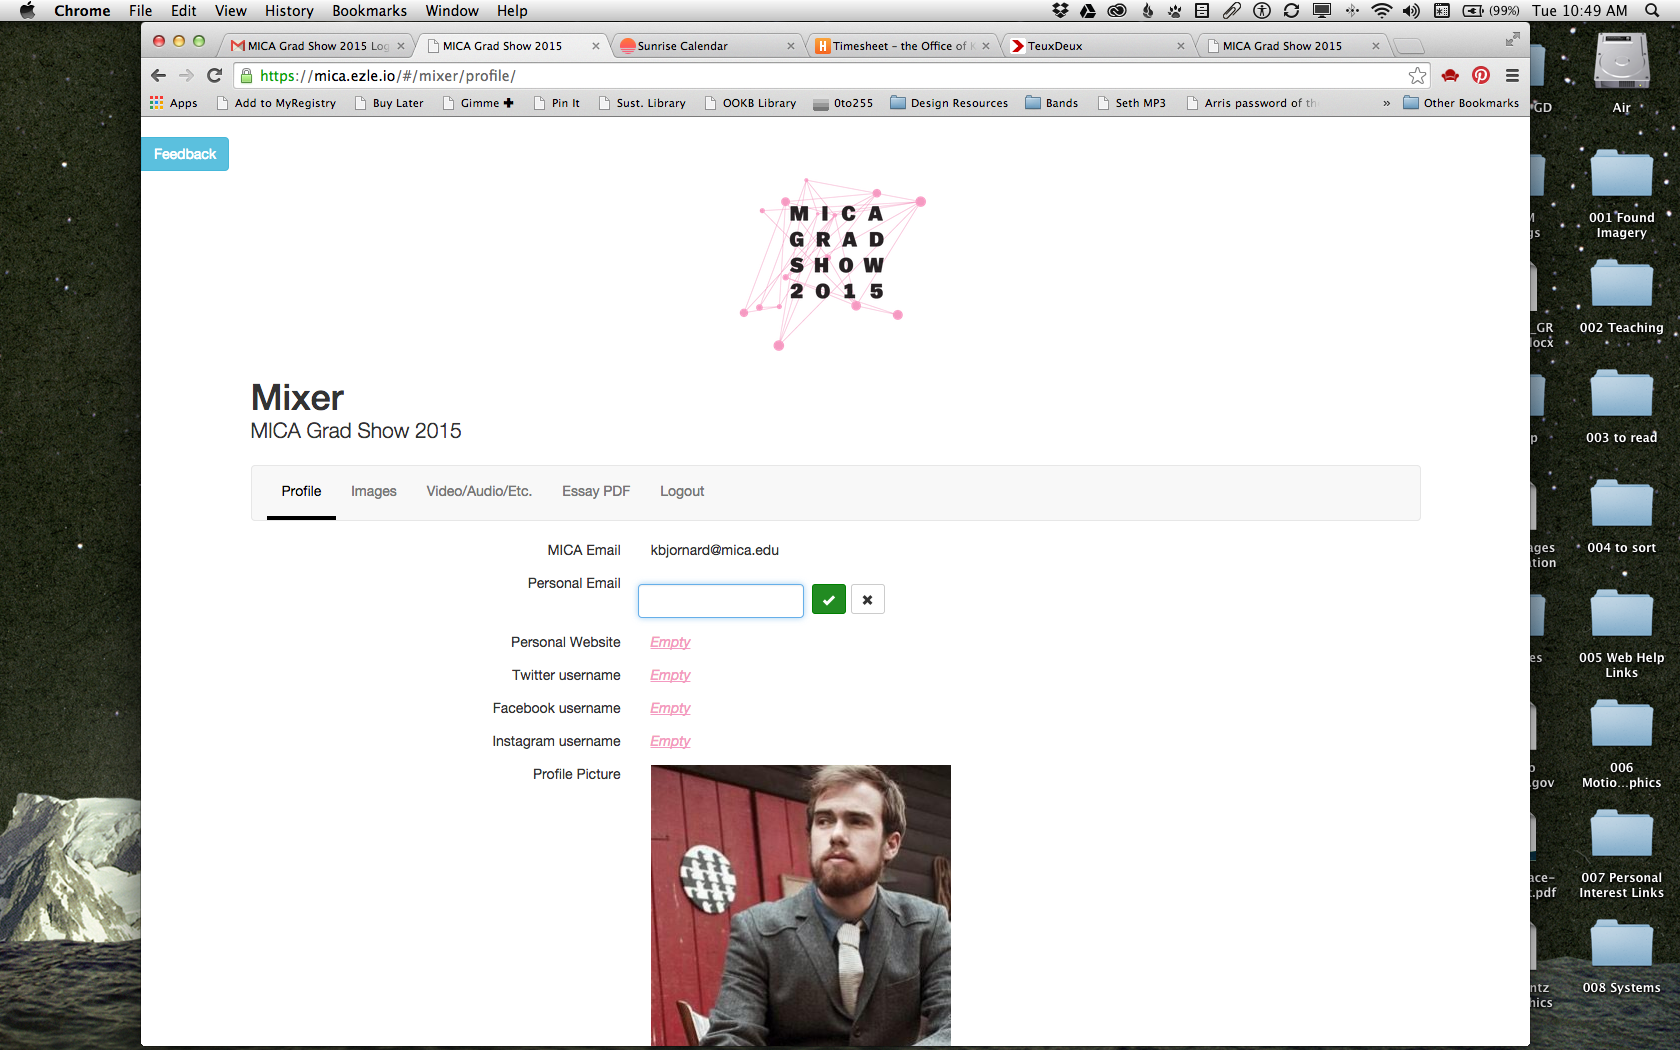 Chrome File Edit View History Bookmarks Window Help (99%) Tue 10:49 AM
MICA Grad Show 2015 Log MICA Grad Show 2015 Sunrise Calendar Timesheet – the Office of TeuxDeux MICA Grad Show 2015
https://mica.ezle.io/#/mixer/profile/
Apps Add to MyRegistry Buy Later Gimme ✚ Pin It Sust. Library OOKB Library 0to255 Design Resources Bands Seth MP3 Arris password of th » Other Bookmarks
Feedback
MICA
GRAD
SHOW
2015
Mixer
MICA Grad Show 2015
Profile Images Video/Audio/Etc. Essay PDF Logout
MICA Email kbjornard@mica.edu
Personal Email
Personal Website Empty
Twitter username Empty
Facebook username Empty
Instagram username Empty
Profile Picture
GD
Air
001 Found
Imagery
_GR
002 Teaching
ocx
003 to read
ages
004 to sort
tion
es
005 Web Help
Links
006
.gov
Motio...phics
ace-
007 Personal
t.pdf
Interest Links
ntz
008 Systems
hics